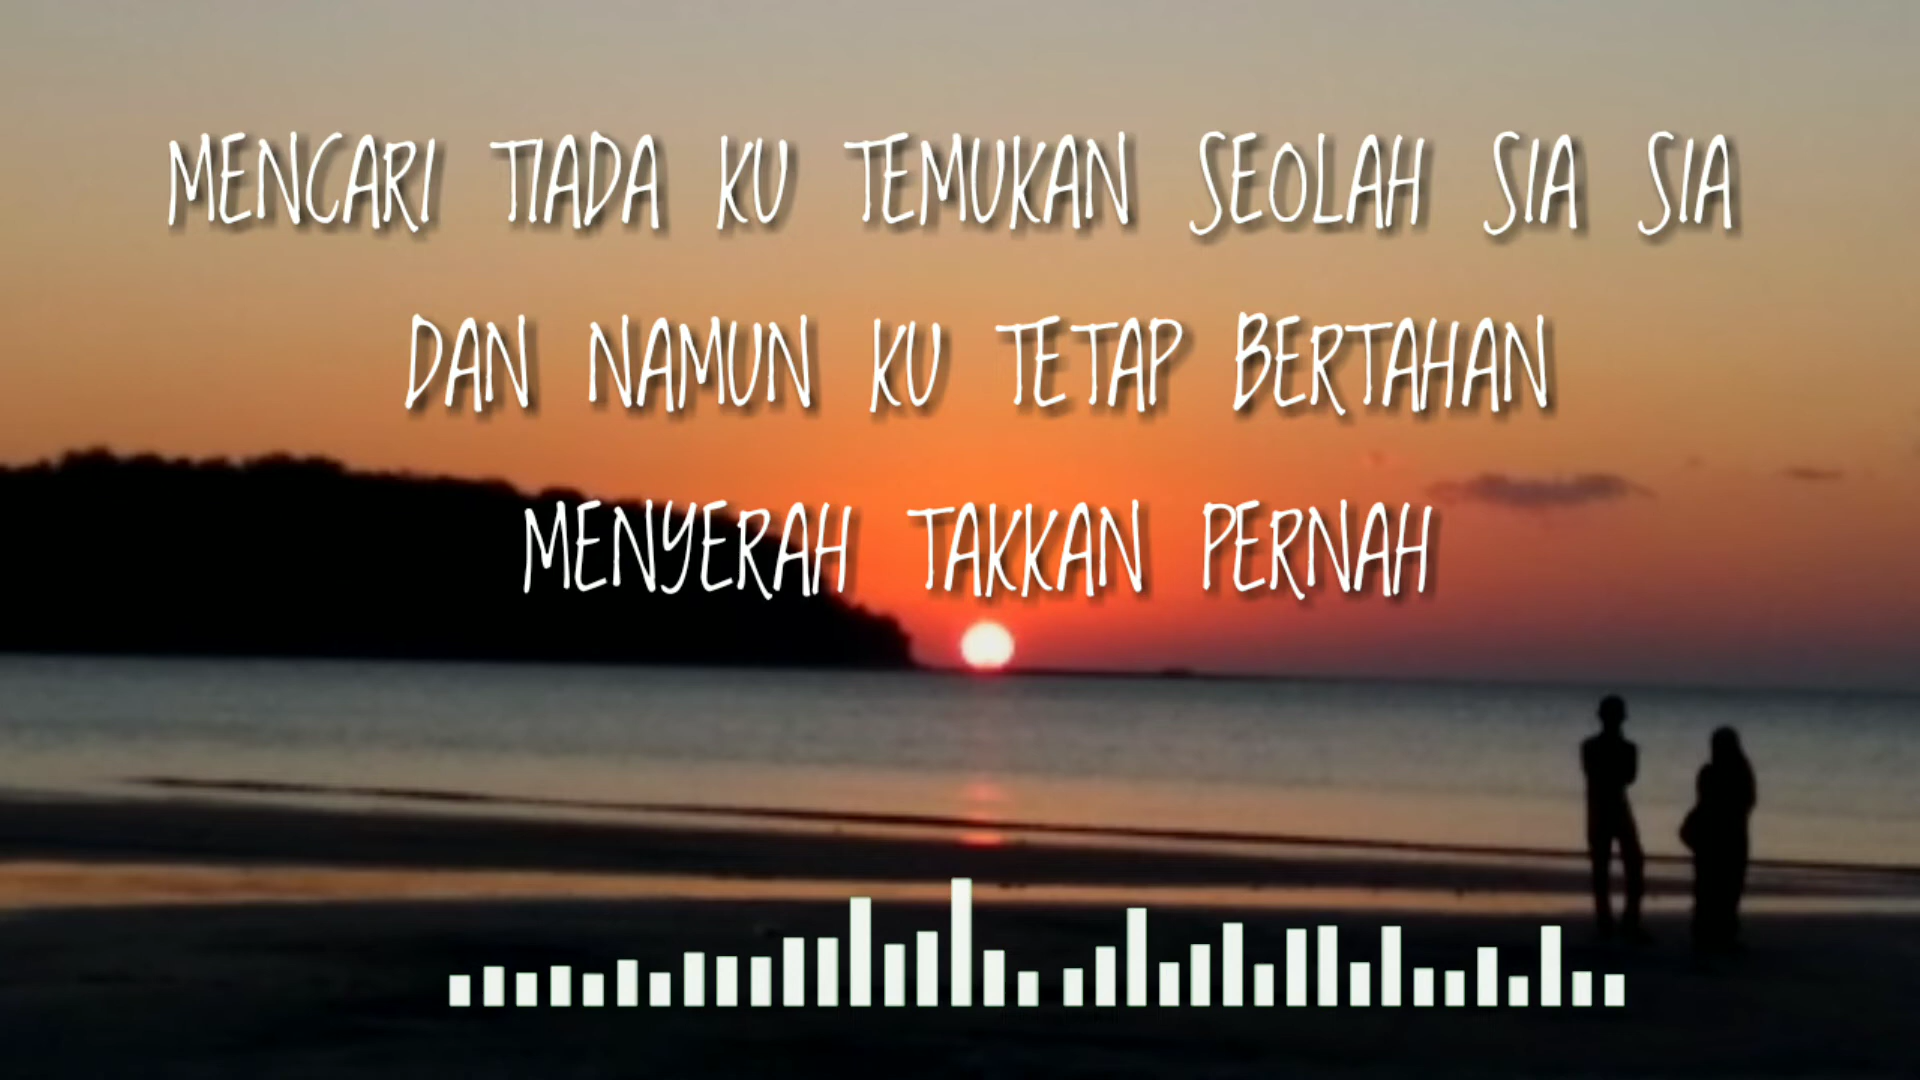 MENCARI TIADA KU TEMUKAN SEOLAH SIA SIA
DAN NAMUN KU TETAP BERTAHAN
MENYERAH TAKKAN PERNAH